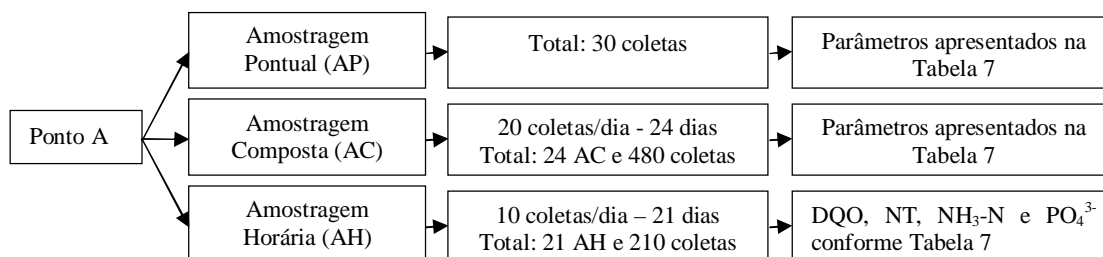 Ponto A
Amostragem
Pontual (AP)
Total: 30 coletas
Parâmetros apresentados na
Tabela 7
Amostragem
Composta (AC)
20 coletas/dia - 24 dias
Total: 24 AC e 480 coletas
Parâmetros apresentados na
Tabela 7
Amostragem
Horária (AH)
10 coletas/dia – 21 dias
Total: 21 AH e 210 coletas
DQO, NT, NH₃-N e PO₄³⁻
conforme Tabela 7